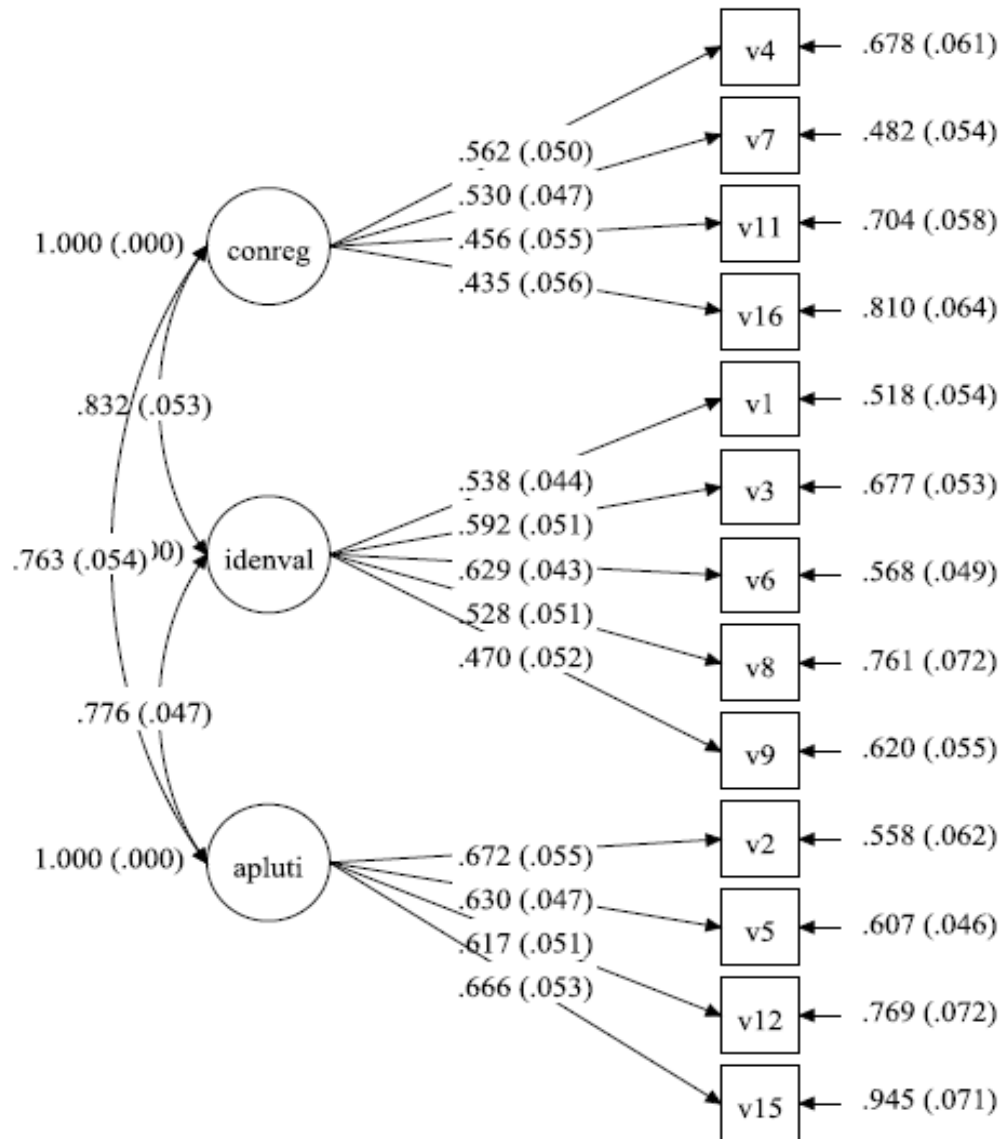 v4
.678 (.061)
v7
.482 (.054)
.562 (.050)
.530 (.047)
v11
.704 (.058)
1.000 (.000)
conreg
.456 (.055)
.435 (.056)
v16
.810 (.064)
.832 (.053)
v1
.518 (.054)
.538 (.044)
v3
.677 (.053)
.592 (.051)
.763 (.054)
idenval
.629 (.043)
v6
.568 (.049)
.528 (.051)
.470 (.052)
v8
.761 (.072)
.776 (.047)
v9
.620 (.055)
v2
.558 (.062)
1.000 (.000)
apluti
.672 (.055)
.630 (.047)
v5
.607 (.046)
.617 (.051)
.666 (.053)
v12
.769 (.072)
v15
.945 (.071)